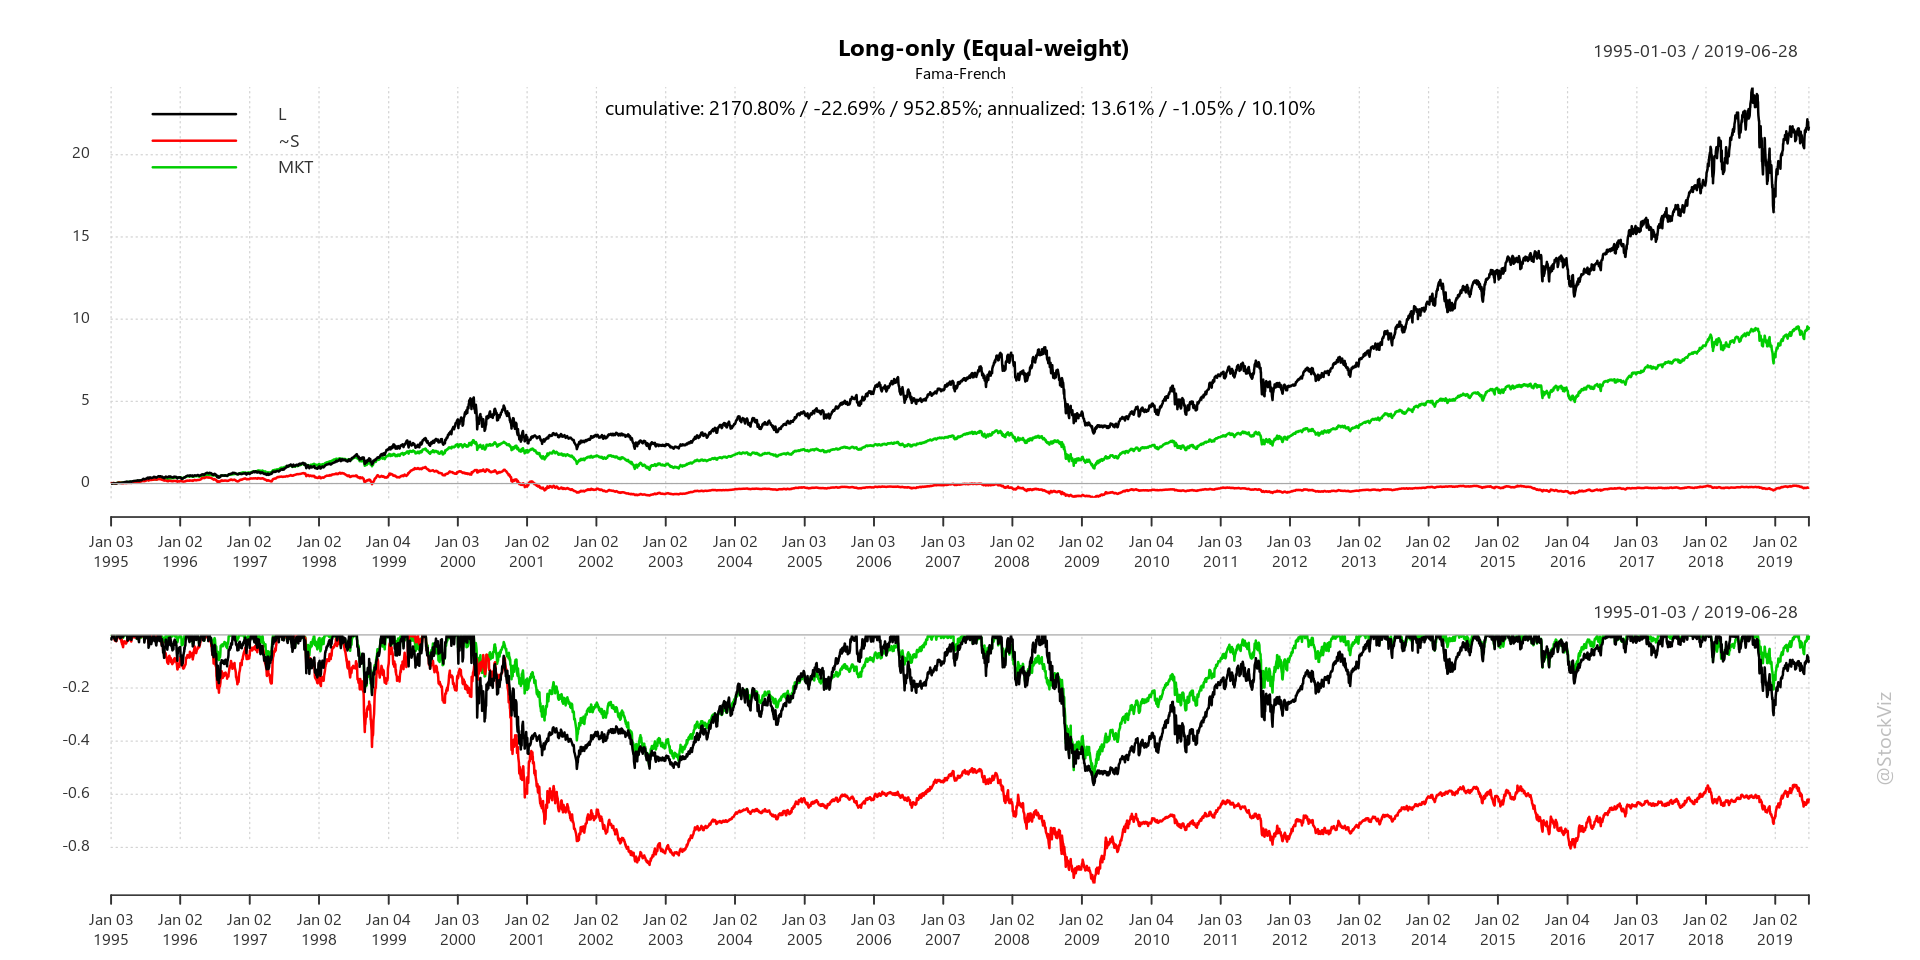 Long-only (Equal-weight)
1995-01-03 / 2019-06-28
Fama-French
cumulative: 2170.80% / -22.69% / 952.85%; annualized: 13.61% / -1.05% / 10.10%
L
~S
MKT
20
15
10
5
0
Jan 03 Jan 02 Jan 02 Jan 02 Jan 04 Jan 03 Jan 02 Jan 02 Jan 02 Jan 02 Jan 03 Jan 03 Jan 03 Jan 02 Jan 02 Jan 04 Jan 03 Jan 03 Jan 02 Jan 02 Jan 02 Jan 04 Jan 03 Jan 02 Jan 02
1995 1996 1997 1998 1999 2000 2001 2002 2003 2004 2005 2006 2007 2008 2009 2010 2011 2012 2013 2014 2015 2016 2017 2018 2019
1995-01-03 / 2019-06-28
-0.2
-0.4
-0.6
-0.8
Jan 03 Jan 02 Jan 02 Jan 02 Jan 04 Jan 03 Jan 02 Jan 02 Jan 02 Jan 02 Jan 03 Jan 03 Jan 03 Jan 02 Jan 02 Jan 04 Jan 03 Jan 03 Jan 02 Jan 02 Jan 02 Jan 04 Jan 03 Jan 02 Jan 02
1995 1996 1997 1998 1999 2000 2001 2002 2003 2004 2005 2006 2007 2008 2009 2010 2011 2012 2013 2014 2015 2016 2017 2018 2019
@StockViz